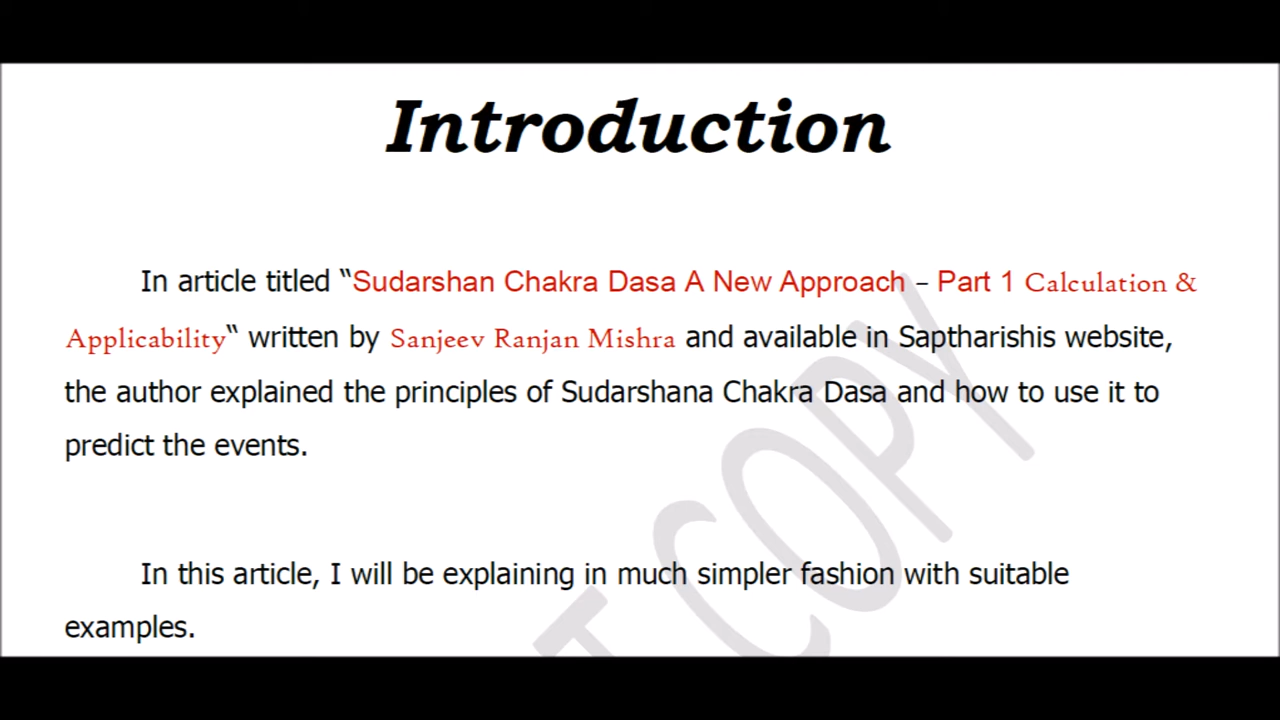 Introduction
In article titled “Sudarshan Chakra Dasa A New Approach – Part 1 Calculation &
Applicability“ written by Sanjeev Ranjan Mishra and available in Saptharishis website,
the author explained the principles of Sudarshana Chakra Dasa and how to use it to
predict the events.
In this article, I will be explaining in much simpler fashion with suitable
examples.
T COPY